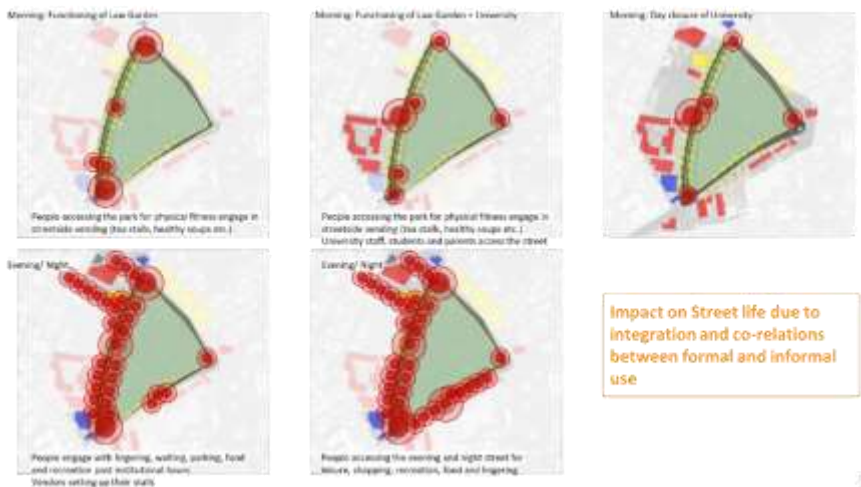 Morning: Functioning of Law Garden
Morning: Functioning of Law Garden + University
Morning: Day closure of University
People accessing the park for physical fitness engage in
streetside vending (tea stalls, healthy soups etc.)
People accessing the park for physical fitness engage in
streetside vending (tea stalls, healthy soups etc.)
University staff, students and parents access the street
Evening/ Night
Evening/ Night
Impact on Street life due to
integration and co-relations
between formal and informal
use
People engage with lingering, waiting, parking, food
and recreation past institutional hours
Vendors setting up their stalls
People accessing the evening and night street for
leisure, shopping, recreation, food and lingering